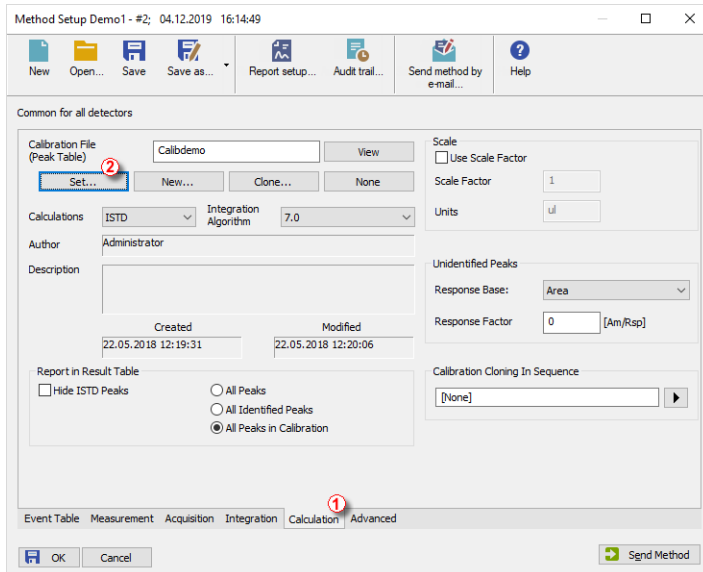 Method Setup Demo1 - #2;   04.12.2019   16:14:49
New
Open...
Save
Save as...
Report setup...
Audit trail...
Send method by
e-mail...
Help
Common for all detectors
Calibration File
(Peak Table)
Calibdemo
View
2
Set...
New...
Clone...
None
Calculations
ISTD
Integration
Algorithm
7.0
Author
Administrator
Description
Created
Modified
22.05.2018 12:19:31
22.05.2018 12:20:06
Report in Result Table
Hide ISTD Peaks
All Peaks
All Identified Peaks
All Peaks in Calibration
Scale
Use Scale Factor
Scale Factor
1
Units
ul
Unidentified Peaks
Response Base:
Area
Response Factor
0
[Am/Rsp]
Calibration Cloning In Sequence
[None]
1
Event Table
Measurement
Acquisition
Integration
Calculation
Advanced
OK
Cancel
Send Method